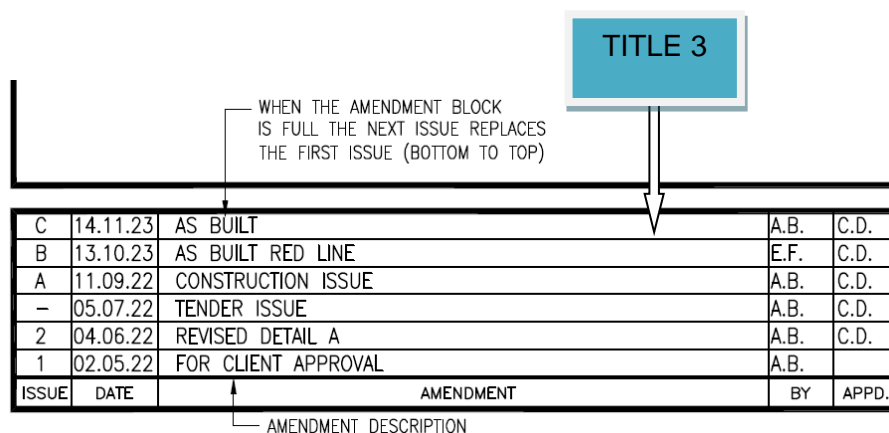 TITLE 3
WHEN THE AMENDMENT BLOCK
IS FULL THE NEXT ISSUE REPLACES
THE FIRST ISSUE (BOTTOM TO TOP)
C 14.11.23 AS BUILT A.B. C.D.
B 13.10.23 AS BUILT RED LINE E.F. C.D.
A 11.09.22 CONSTRUCTION ISSUE A.B. C.D.
– 05.07.22 TENDER ISSUE A.B. C.D.
2 04.06.22 REVISED DETAIL A A.B. C.D.
1 02.05.22 FOR CLIENT APPROVAL A.B.
ISSUE DATE AMENDMENT BY APPD.
AMENDMENT DESCRIPTION